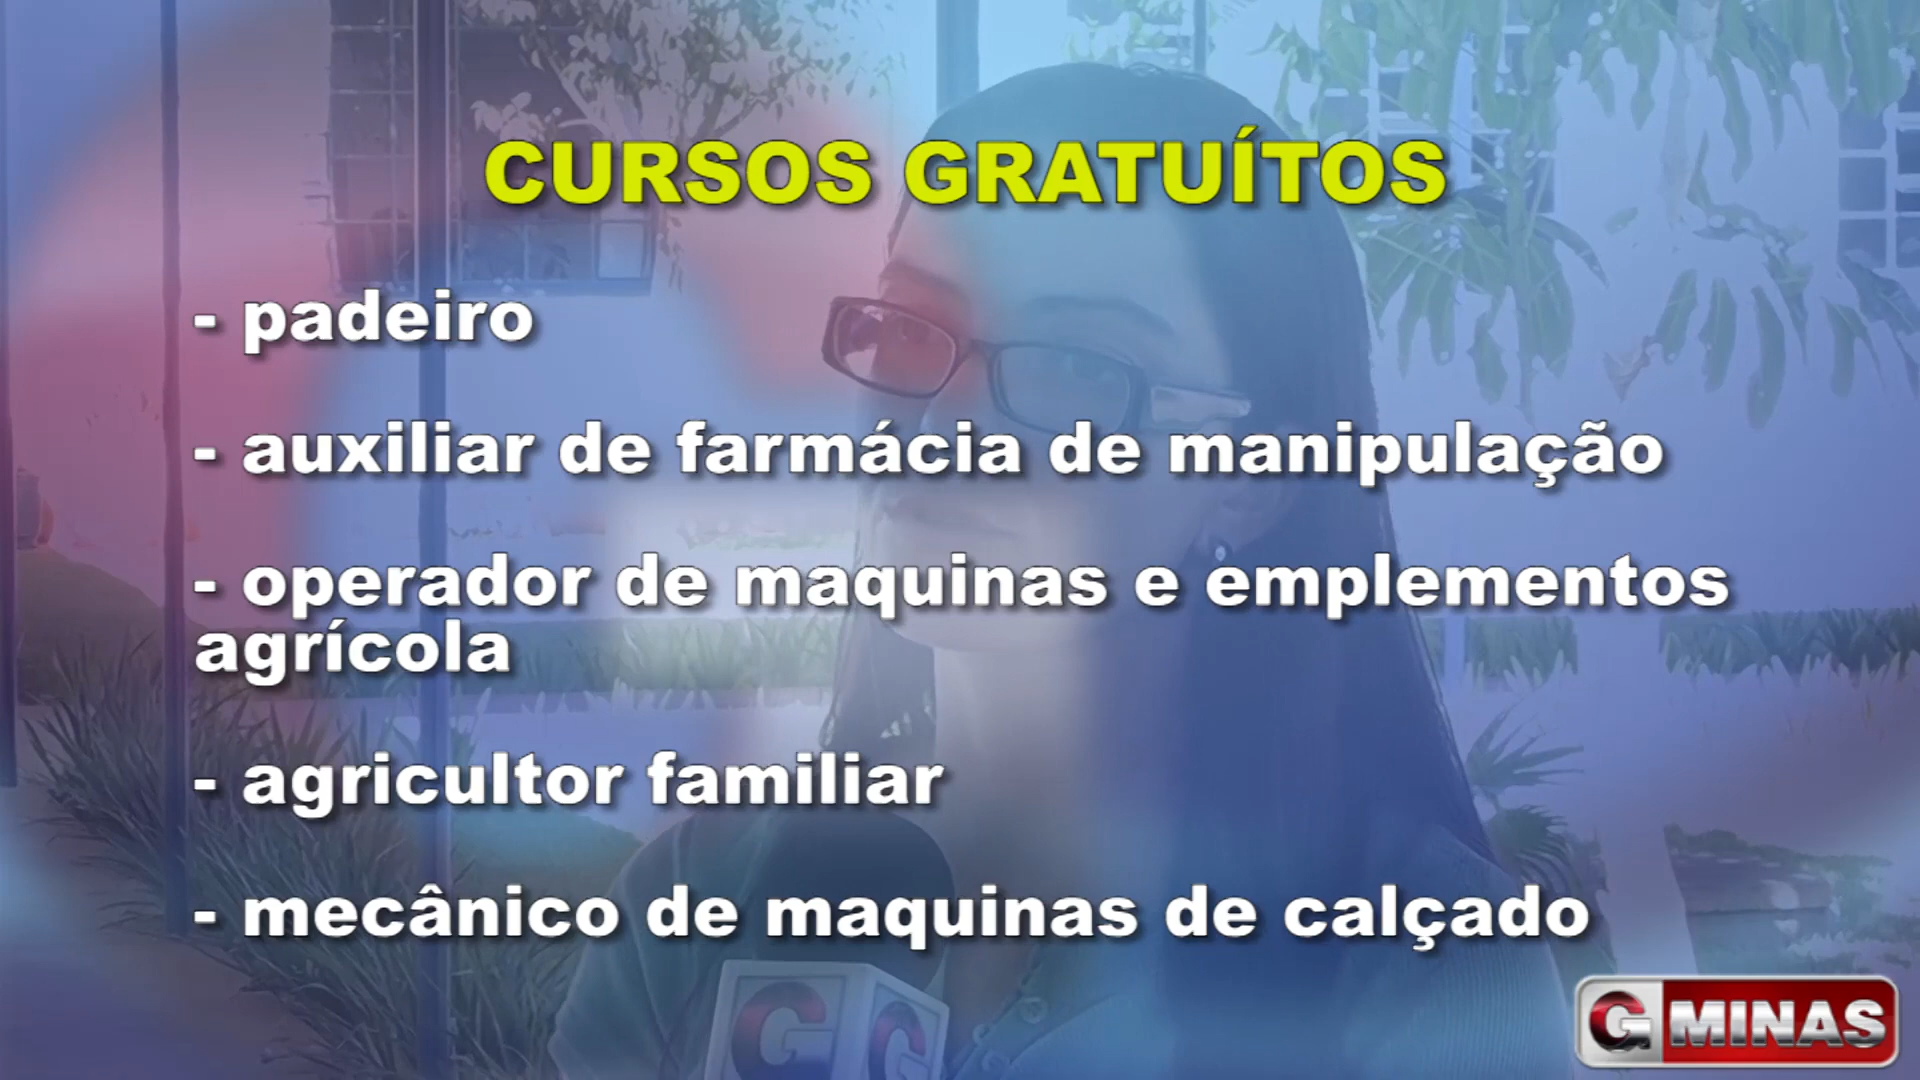 CURSOS GRATUÍTOS
- padeiro
- auxiliar de farmácia de manipulação
- operador de maquinas e emplementos
agrícola
- agricultor familiar
- mecânico de maquinas de calçado
G G
G MINAS